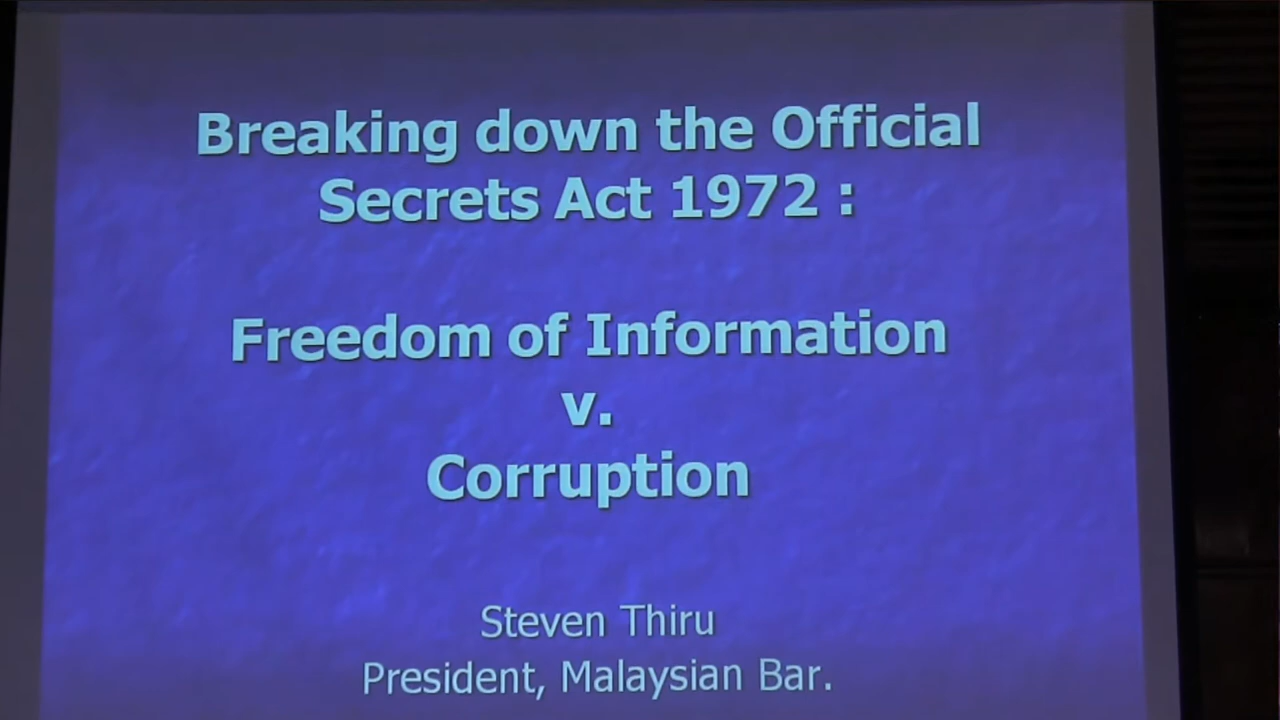 Breaking down the Official
Secrets Act 1972 :
Freedom of Information
v.
Corruption
Steven Thiru
President, Malaysian Bar.